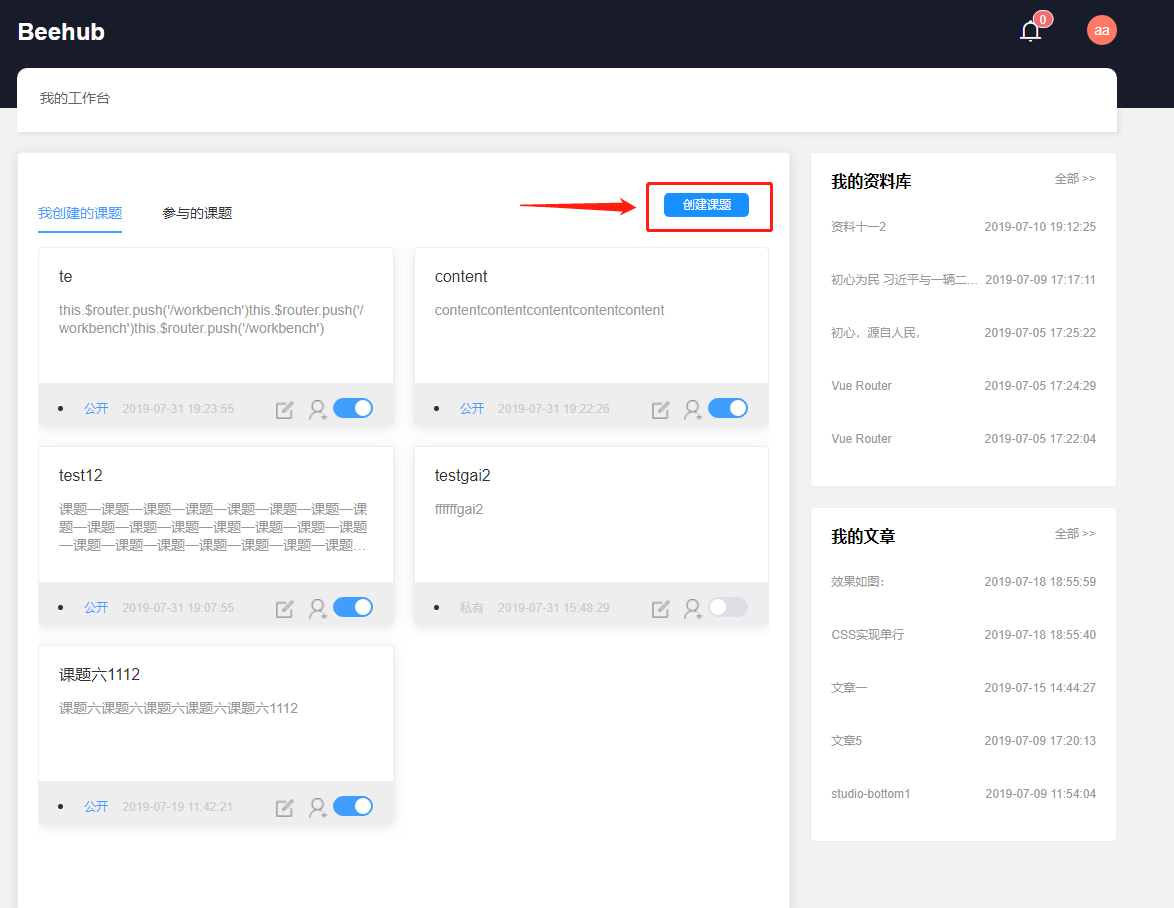 Beehub
0
aa
我的工作台
我创建的课题
参与的课题
创建课题
te
this.$router.push('/workbench')this.$router.push('/
workbench')this.$router.push('/workbench')
公开 2019-07-31 19:23:55
content
contentcontentcontentcontentcontent
公开 2019-07-31 19:22:26
test12
课题一课题一课题一课题一课题一课题一课题一课
题一课题一课题一课题一课题一课题一课题一课题
一课题一课题一课题一课题一课题一课题一课题...
公开 2019-07-31 19:07:55
testgai2
ffffffgai2
私有 2019-07-31 15:48:29
课题六1112
课题六课题六课题六课题六课题六1112
公开 2019-07-19 11:42:21
我的资料库 全部 >>
资料十一2 2019-07-10 19:12:25
初心为民 习近平与一辆二... 2019-07-09 17:17:11
初心，源自人民， 2019-07-05 17:25:22
Vue Router 2019-07-05 17:24:29
Vue Router 2019-07-05 17:22:04
我的文章 全部 >>
效果如图： 2019-07-18 18:55:59
CSS实现单行 2019-07-18 18:55:40
文章一 2019-07-15 14:44:27
文章5 2019-07-09 17:20:13
studio-bottom1 2019-07-09 11:54:04